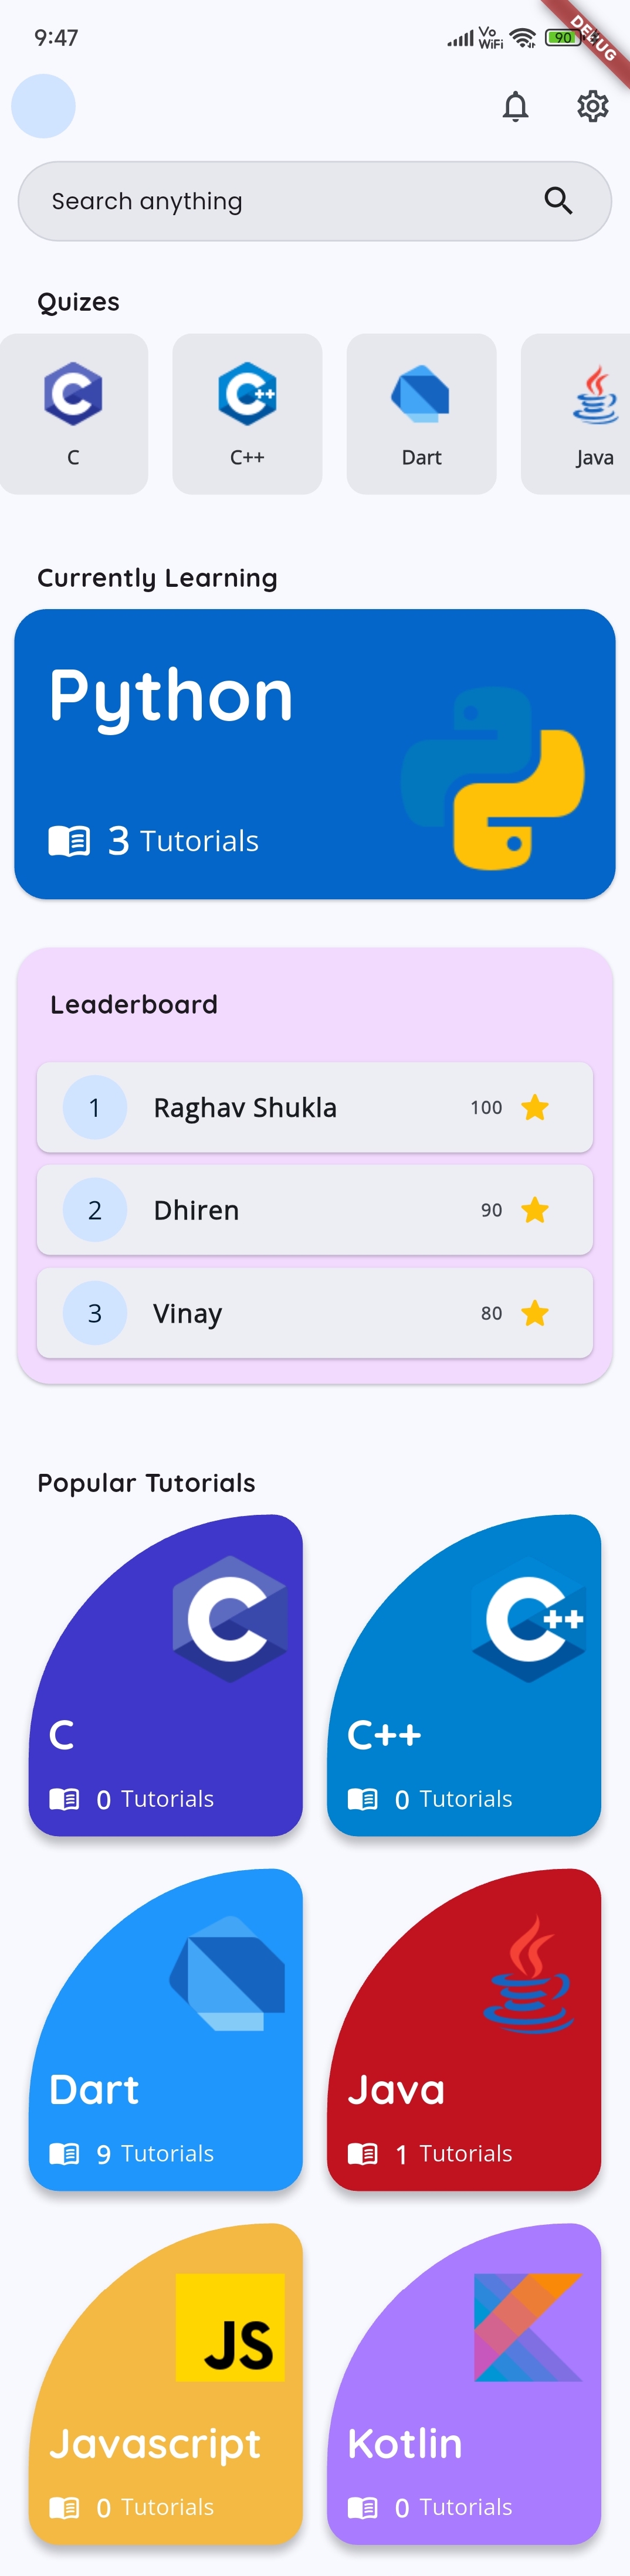 9:47
Vo
WiFi
90
DEBUG
Search anything
Quizes
C
C++
C
C++
Dart
Java
Currently Learning
Python
3 Tutorials
Leaderboard
1 Raghav Shukla 100
2 Dhiren 90
3 Vinay 80
Popular Tutorials
C
C++
C
C++
0 Tutorials
0 Tutorials
Dart
Java
9 Tutorials
1 Tutorials
JS
Javascript
Kotlin
0 Tutorials
0 Tutorials